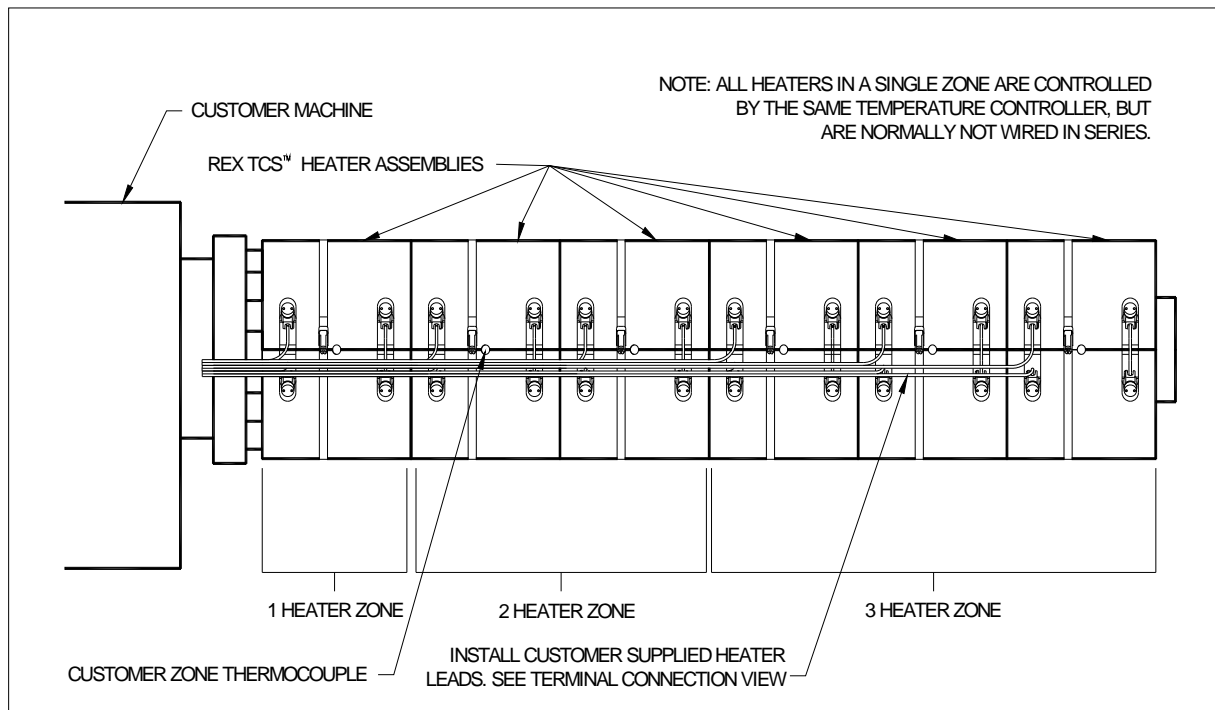 NOTE: ALL HEATERS IN A SINGLE ZONE ARE CONTROLLED
BY THE SAME TEMPERATURE CONTROLLER, BUT
ARE NORMALLY NOT WIRED IN SERIES.
CUSTOMER MACHINE
REX TCS™ HEATER ASSEMBLIES
1 HEATER ZONE
2 HEATER ZONE
3 HEATER ZONE
CUSTOMER ZONE THERMOCOUPLE
INSTALL CUSTOMER SUPPLIED HEATER
LEADS. SEE TERMINAL CONNECTION VIEW